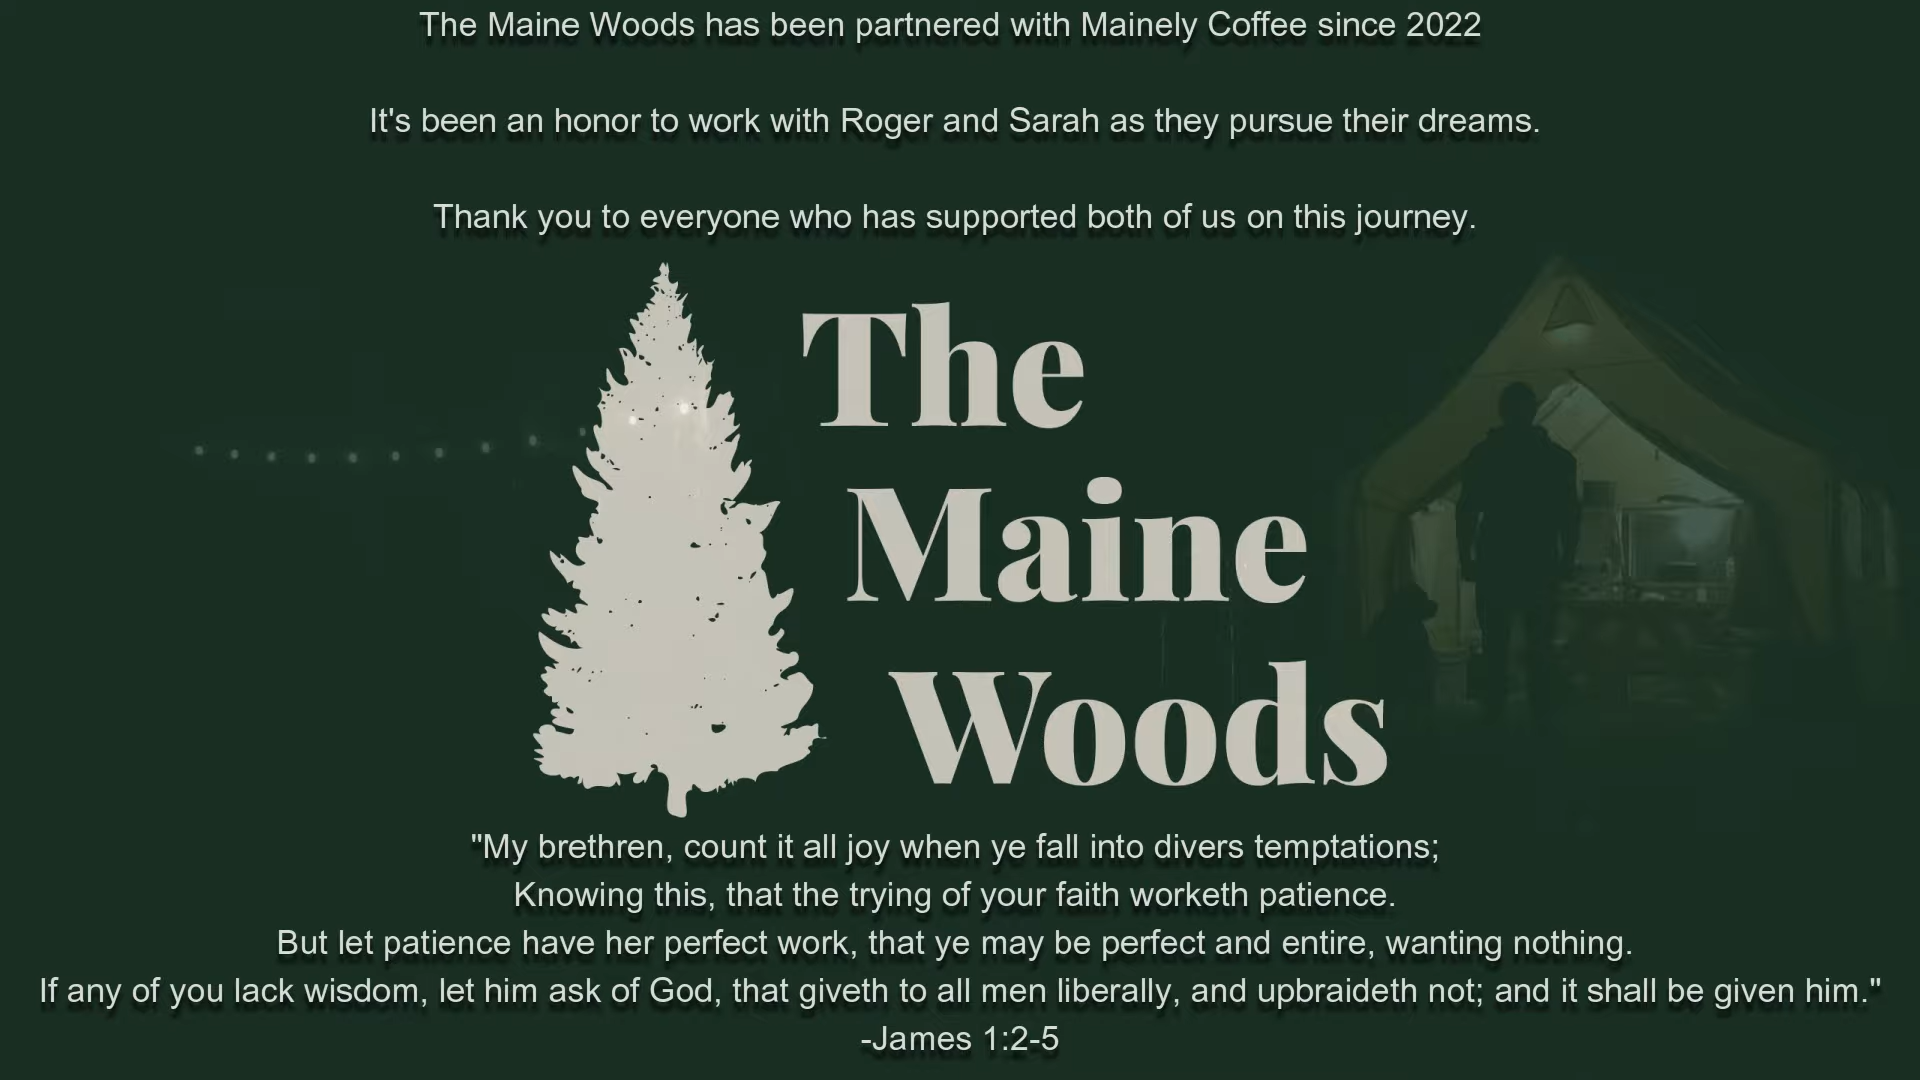 The Maine Woods has been partnered with Mainely Coffee since 2022
It's been an honor to work with Roger and Sarah as they pursue their dreams.
Thank you to everyone who has supported both of us on this journey.
The
Maine
Woods
"My brethren, count it all joy when ye fall into divers temptations;
Knowing this, that the trying of your faith worketh patience.
But let patience have her perfect work, that ye may be perfect and entire, wanting nothing.
If any of you lack wisdom, let him ask of God, that giveth to all men liberally, and upbraideth not; and it shall be given him."
-James 1:2-5